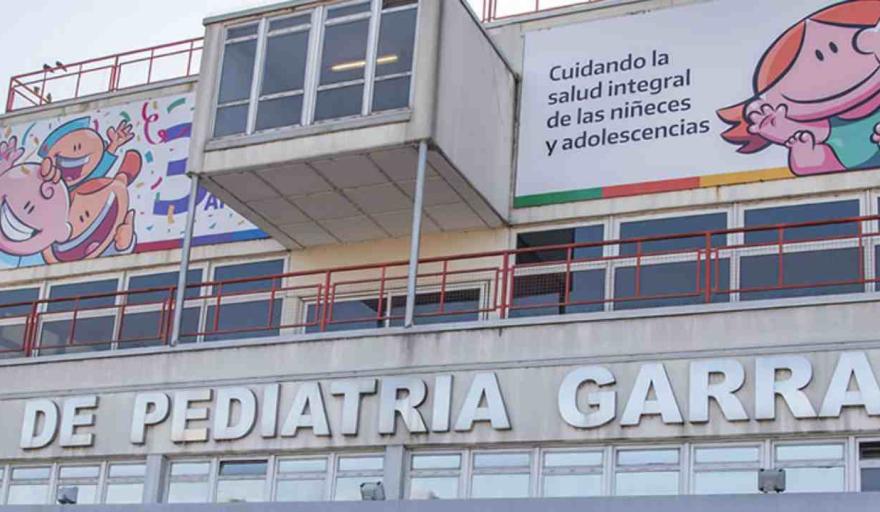 Cuidando la
salud integral
de las niñeces
y adolescencias
DE PEDIATRIA GARRA